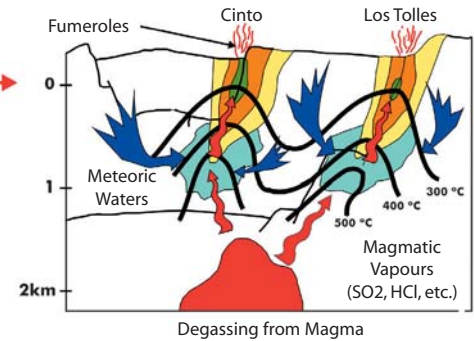 Cinto
Los Tolles
Fumeroles
0
Meteoric
Waters
1
300 °C
400 °C
500 °C
Magmatic
Vapours
(SO2, HCl, etc.)
2km
Degassing from Magma